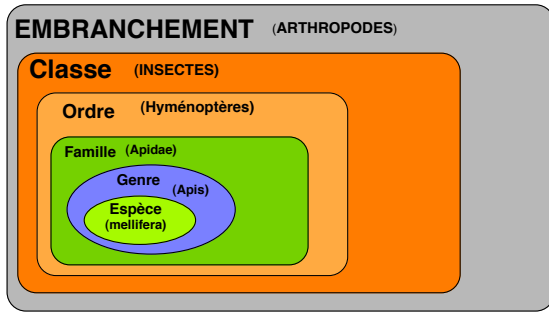 EMBRANCHEMENT (ARTHROPODES)
Classe (INSECTES)
Ordre (Hyménoptères)
Famille (Apidae)
Genre
(Apis)
Espèce
(mellifera)